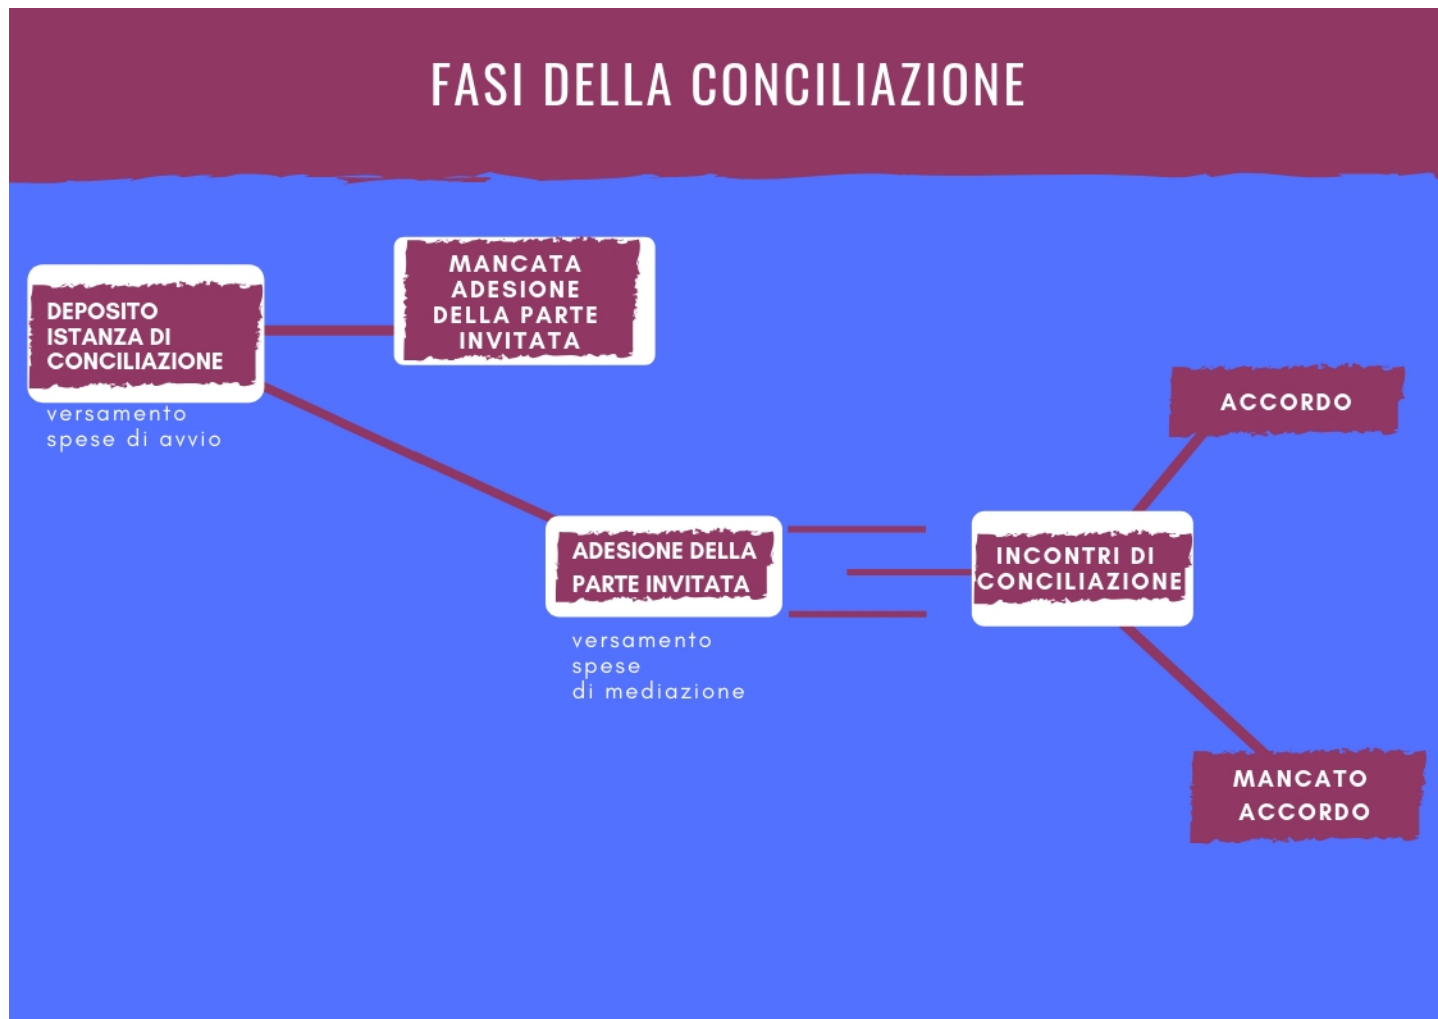 FASI DELLA CONCILIAZIONE
DEPOSITO
ISTANZA DI
CONCILIAZIONE
versamento
spese di avvio
MANCATA
ADESIONE
DELLA PARTE
INVITATA
ADESIONE DELLA
PARTE INVITATA
versamento
spese
di mediazione
INCONTRI DI
CONCILIAZIONE
ACCORDO
MANCATO
ACCORDO